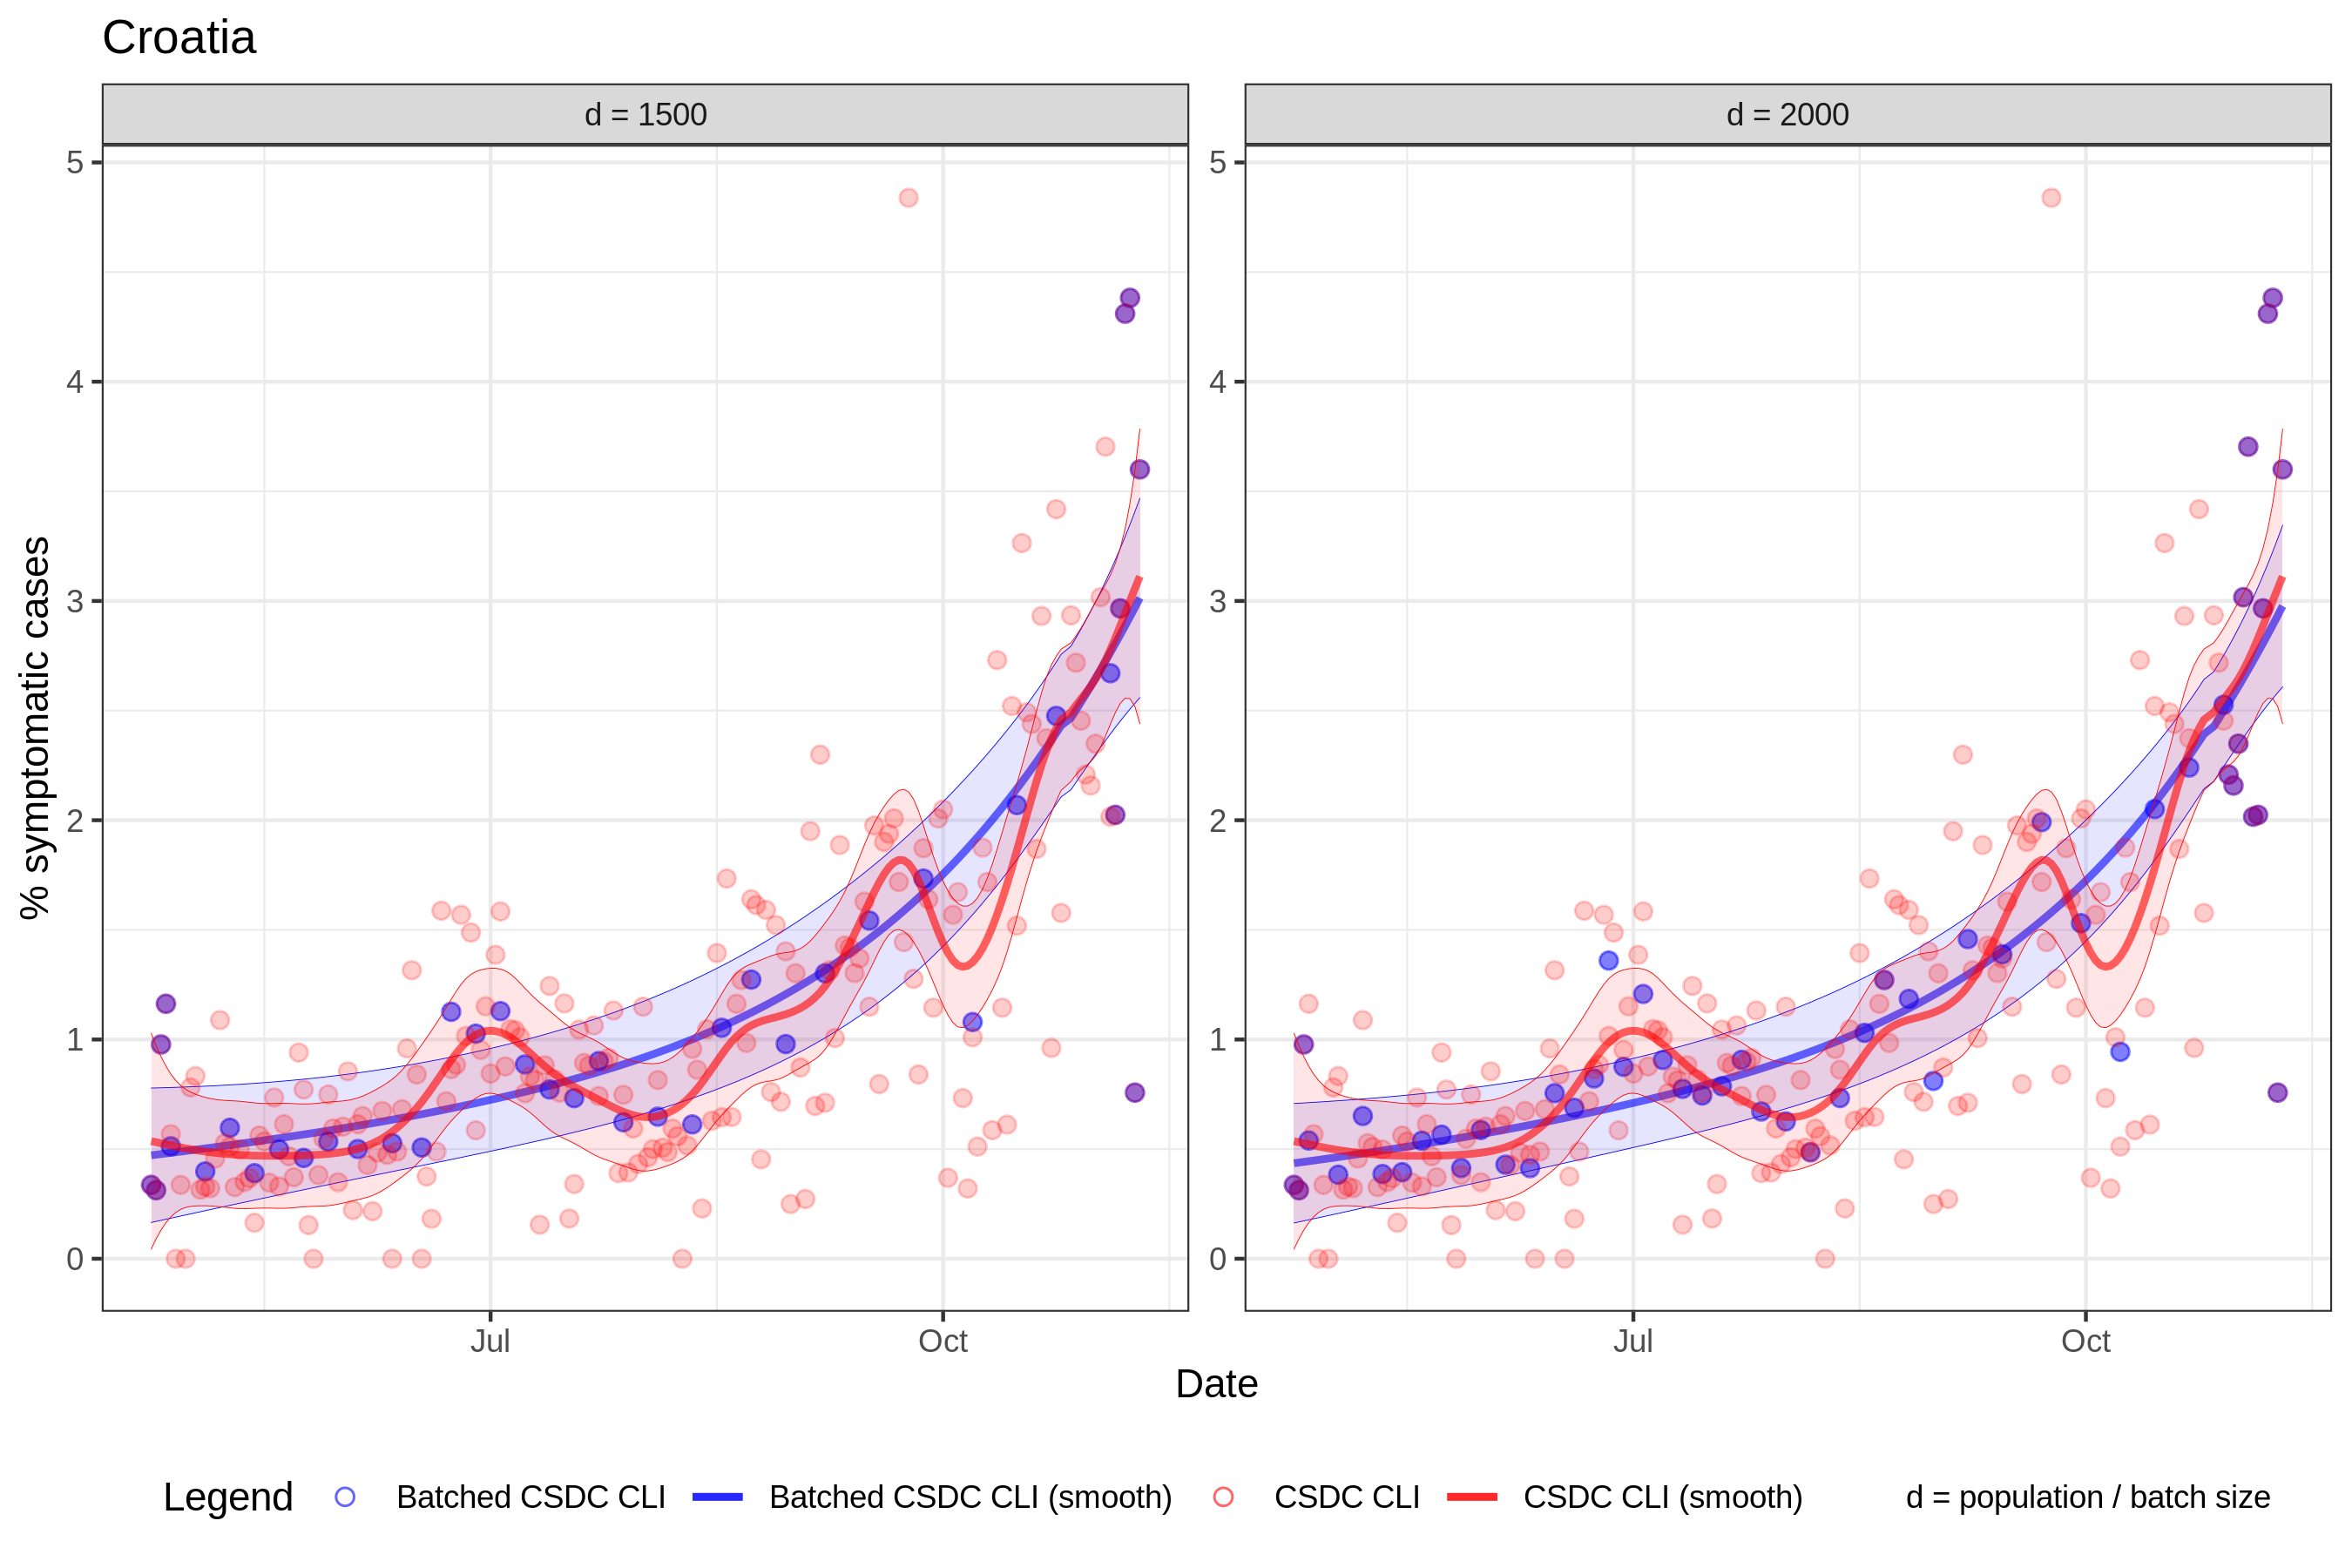 Croatia
d = 1500
d = 2000
% symptomatic cases
5
4
3
2
1
0
5
4
3
2
1
0
Jul
Oct
Jul
Oct
Date
Legend
Batched CSDC CLI
Batched CSDC CLI (smooth)
CSDC CLI
CSDC CLI (smooth)
d = population / batch size